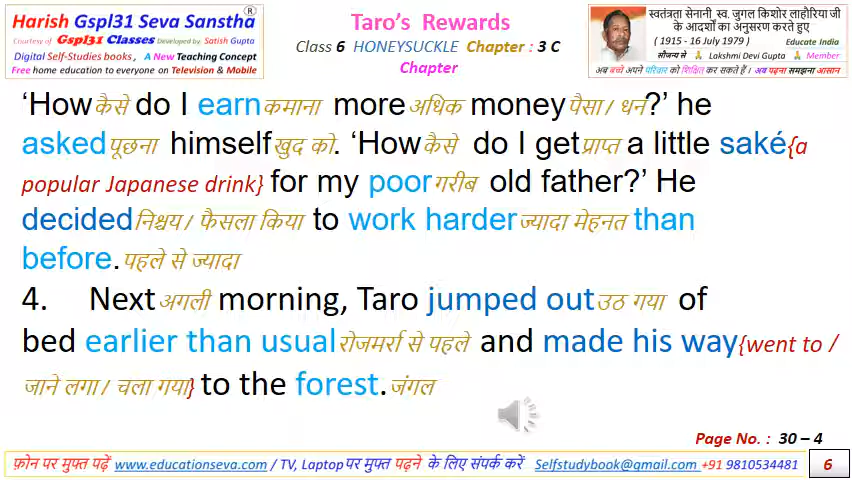 Harish Gspl31 Seva Sanstha®
Courtesy of Gspl31 Classes Developed by Satish Gupta
Digital Self-Studies books, A New Teaching Concept
Free home education to everyone on Television & Mobile
Taro's Rewards
Class 6 HONEYSUCKLE Chapter : 3 C
Chapter
स्वतंत्रता सेनानी स्व. जुगल किशोर लाहौरिया जी
के आदर्शों का अनुसरण करते हुए
( 1915 - 16 July 1979 ) Educate India
सौजन्य से Lakshmi Devi Gupta Member
अब बच्चे अपने परिवार को शिक्षित कर सकते हैं । अब पढ़ना समझना आसान
'Howकैसे do I earnकमाना moreअधिक moneyपैसा / धन?' he
askedपूछना himselfखुद को. 'Howकैसे do I getप्राप्त a little saké{a
popular Japanese drink} for my poorगरीब old father?' He
decidedनिश्चय / फैसला किया to work harderज्यादा मेहनत than
before.पहले से ज्यादा
4. Nextअगली morning, Taro jumped outउठ गया of
bed earlier than usualरोजमर्रा से पहले and made his way{went to /
जाने लगा / चला गया} to the forest.जंगल
Page No. : 30 – 4
फ़ोन पर मुफ्त पढ़ें www.educationseva.com / TV, Laptop पर मुफ्त पढ़ने के लिए संपर्क करें Selfstudybook@gmail.com +91 9810534481 6